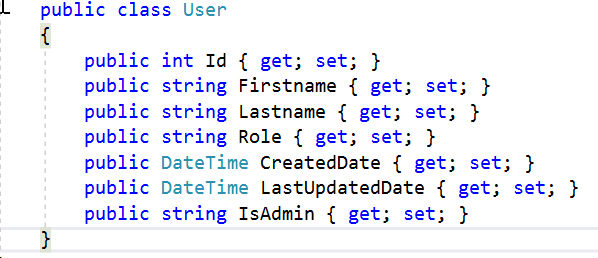 public class User
{
public int Id { get; set; }
public string Firstname { get; set; }
public string Lastname { get; set; }
public string Role { get; set; }
public DateTime CreatedDate { get; set; }
public DateTime LastUpdatedDate { get; set; }
public string IsAdmin { get; set; }
}